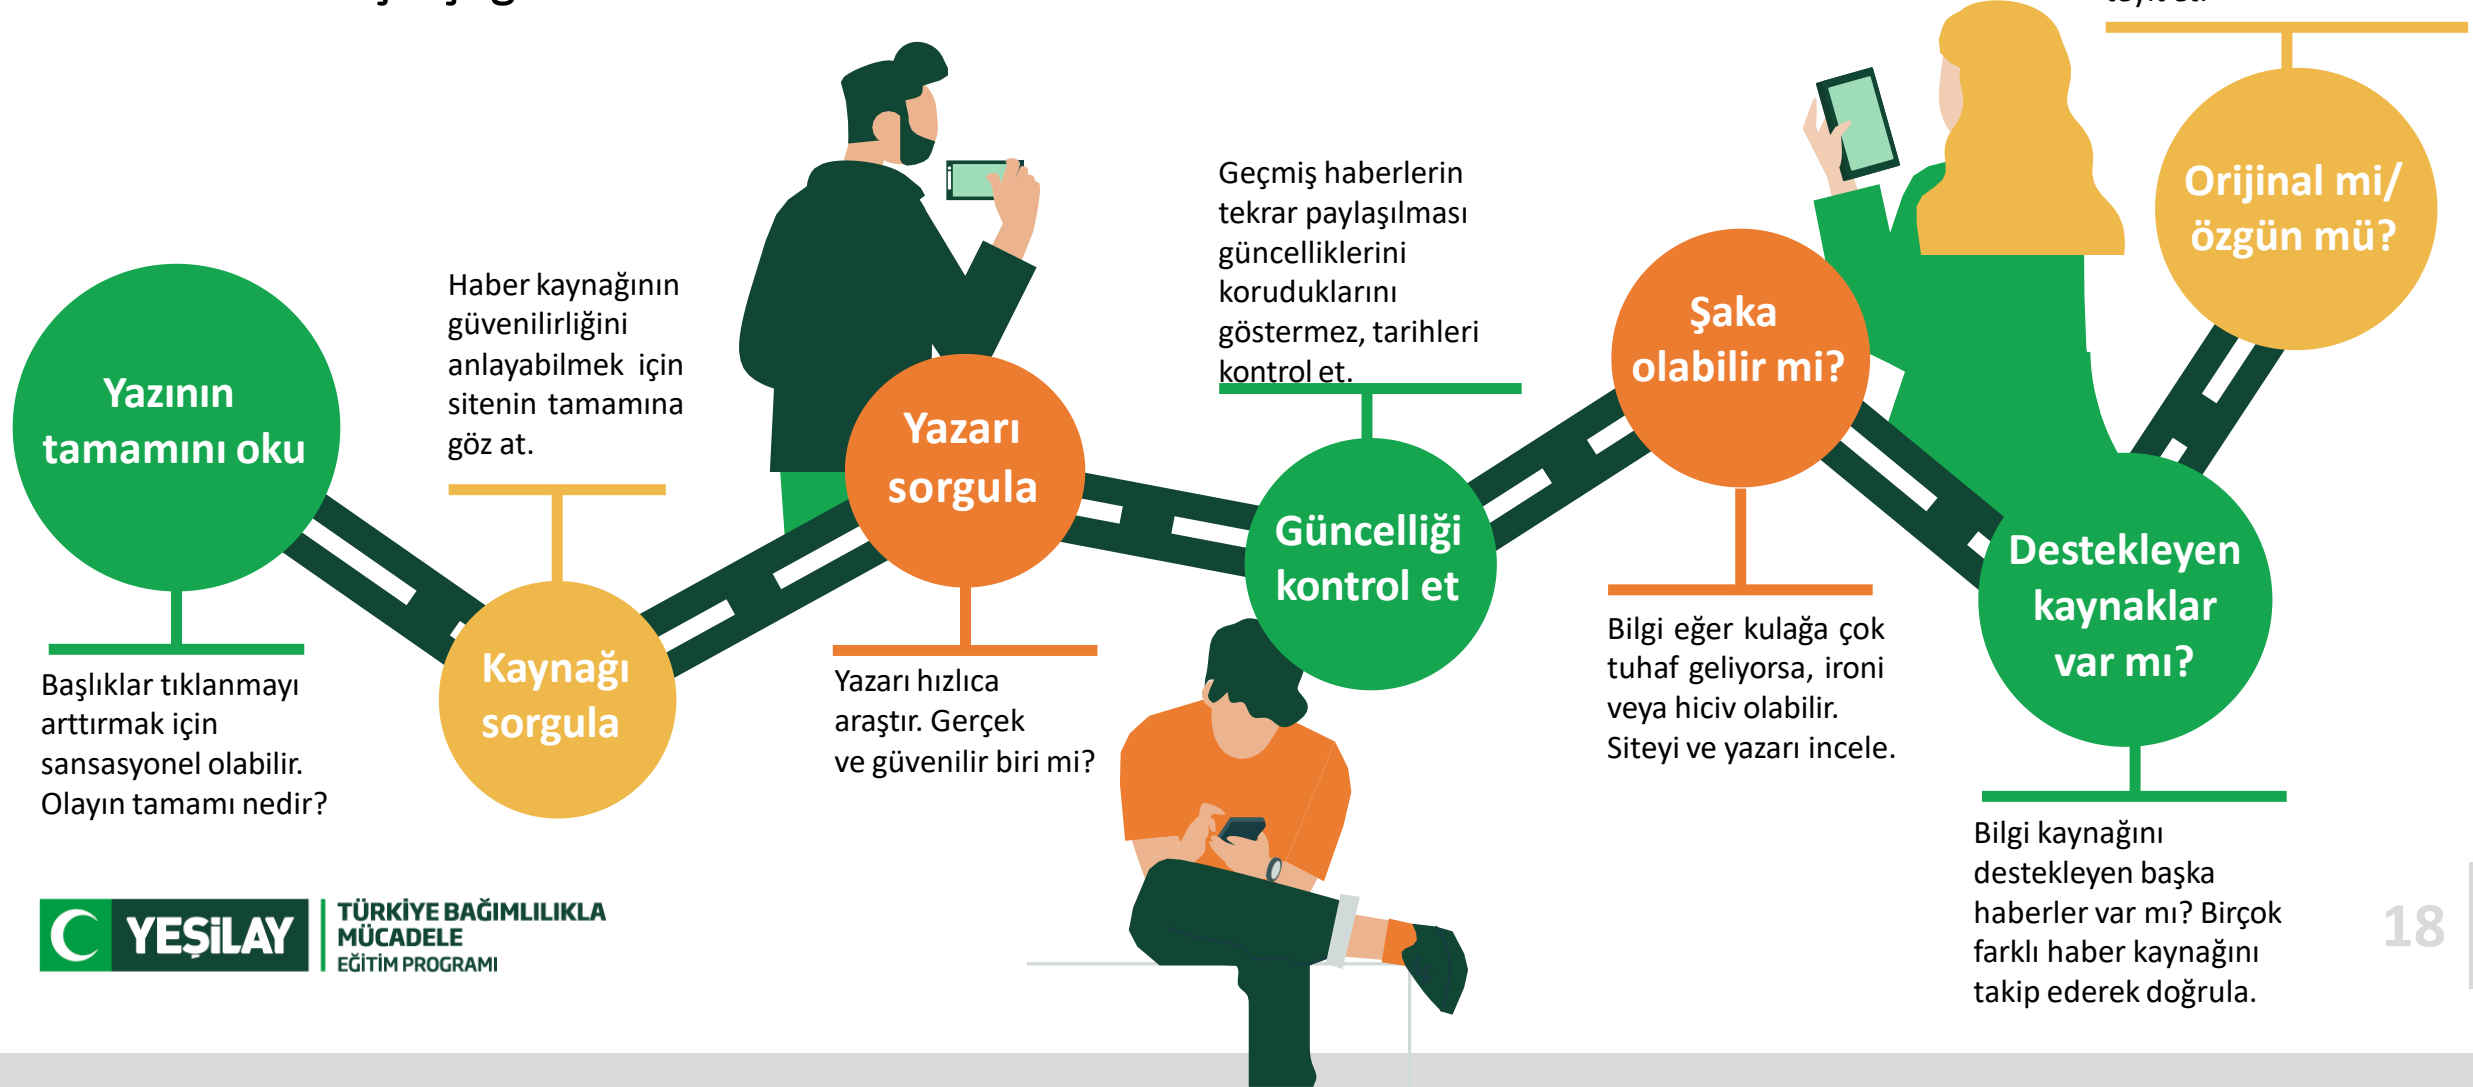 Yazının
tamamını oku
Başlıklar tıklanmayı
arttırmak için
sansasyonel olabilir.
Olayın tamamı nedir?
Haber kaynağının
güvenilirliğini
anlayabilmek için
sitenin tamamına
göz at.
Kaynağı
sorgula
Yazarı
sorgula
Yazarı hızlıca
araştır. Gerçek
ve güvenilir biri mi?
Geçmiş haberlerin
tekrar paylaşılması
güncelliklerini
koruduklarını
göstermez, tarihleri
kontrol et.
Güncelliği
kontrol et
Şaka
olabilir mi?
Bilgi eğer kulağa çok
tuhaf geliyorsa, ironi
veya hiciv olabilir.
Siteyi ve yazarı incele.
Destekleyen
kaynaklar
var mı?
Bilgi kaynağını
destekleyen başka
haberler var mı? Birçok
farklı haber kaynağını
takip ederek doğrula.
Orijinal mi/
özgün mü?
YEŞİLAY
TÜRKİYE BAĞIMLILIKLA
MÜCADELE
EĞİTİM PROGRAMI
18